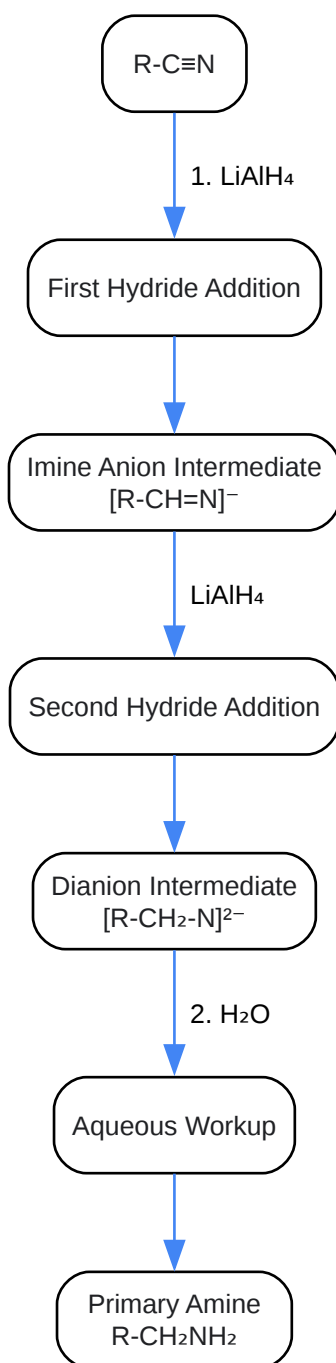 R-C≡N
1. LiAlH₄
First Hydride Addition
Imine Anion Intermediate
[R-CH=N]⁻
LiAlH₄
Second Hydride Addition
Dianion Intermediate
[R-CH₂-N]²⁻
2. H₂O
Aqueous Workup
Primary Amine
R-CH₂NH₂